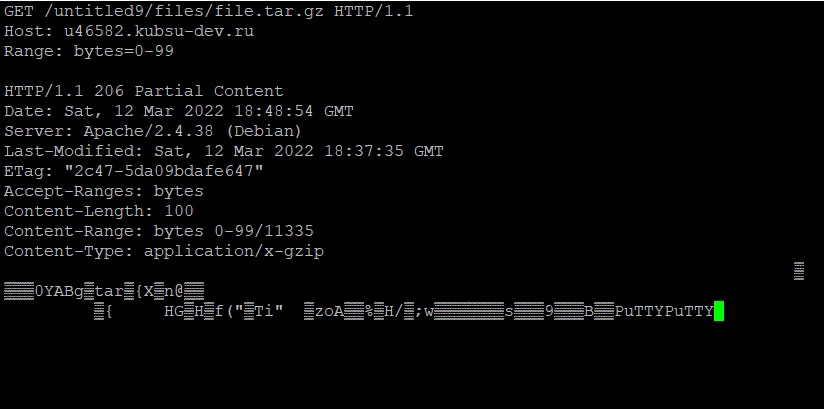 GET /untitled9/files/file.tar.gz HTTP/1.1
Host: u46582.kubsu-dev.ru
Range: bytes=0-99
HTTP/1.1 206 Partial Content
Date: Sat, 12 Mar 2022 18:48:54 GMT
Server: Apache/2.4.38 (Debian)
Last-Modified: Sat, 12 Mar 2022 18:37:35 GMT
ETag: "2c47-5da09bdafe647"
Accept-Ranges: bytes
Content-Length: 100
Content-Range: bytes 0-99/11335
Content-Type: application/x-gzip
▒
▒▒▒0YABg▒tar▒{X▒n@▒▒
▒{ HG▒H▒f("▒Ti" ▒zoA▒▒%▒H/▒;w▒▒▒▒▒▒▒s▒▒▒9▒▒▒B▒▒PuTTYPuTTY